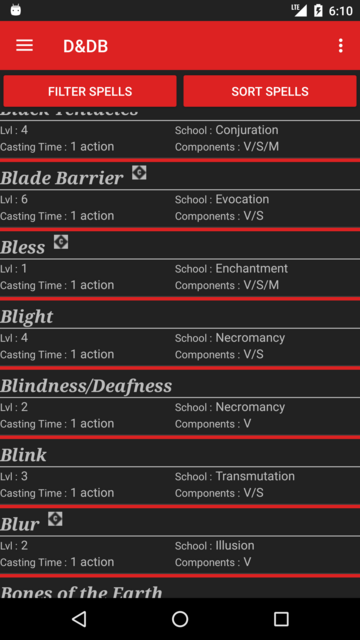 LTE 6:10
D&DB
FILTER SPELLS SORT SPELLS
Black Tentacles
Lvl : 4 School : Conjuration
Casting Time : 1 action Components : V/S/M
Blade Barrier
Lvl : 6 School : Evocation
Casting Time : 1 action Components : V/S
Bless
Lvl : 1 School : Enchantment
Casting Time : 1 action Components : V/S/M
Blight
Lvl : 4 School : Necromancy
Casting Time : 1 action Components : V/S
Blindness/Deafness
Lvl : 2 School : Necromancy
Casting Time : 1 action Components : V
Blink
Lvl : 3 School : Transmutation
Casting Time : 1 action Components : V/S
Blur
Lvl : 2 School : Illusion
Casting Time : 1 action Components : V
Bones of the Earth